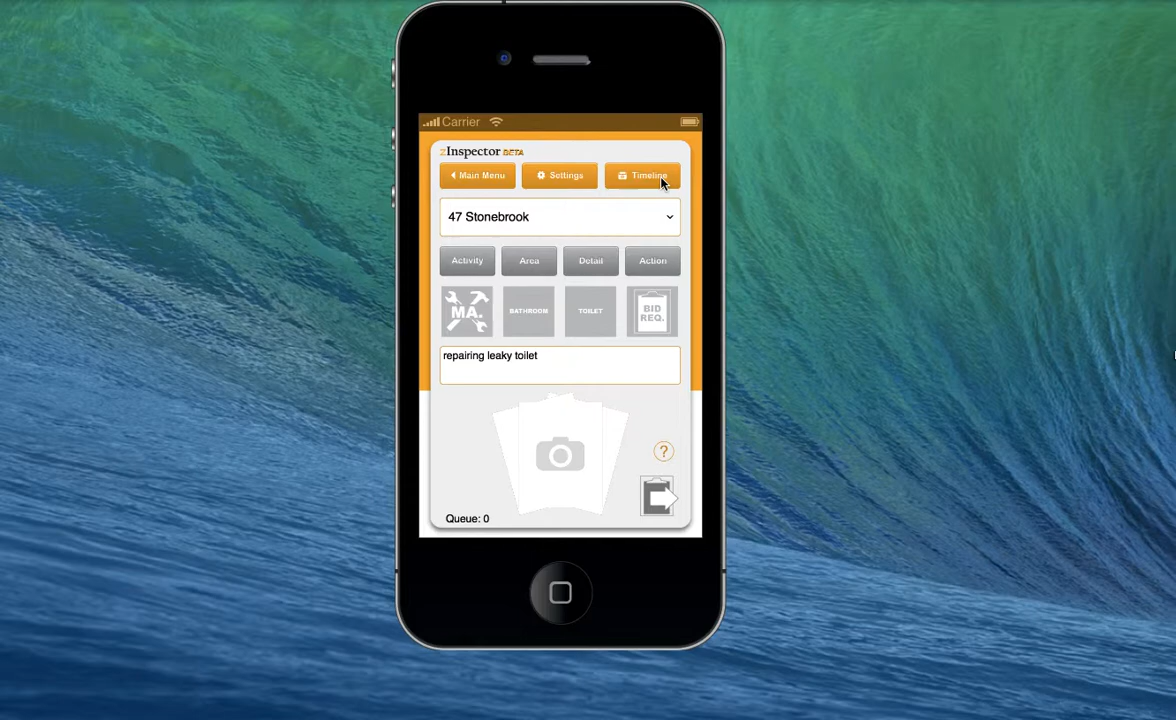 Carrier
zInspector BETA
Main Menu Settings Timeline
47 Stonebrook
Activity Area Detail Action
MA. BATHROOM TOILET BID REQ.
repairing leaky toilet
?
Queue: 0